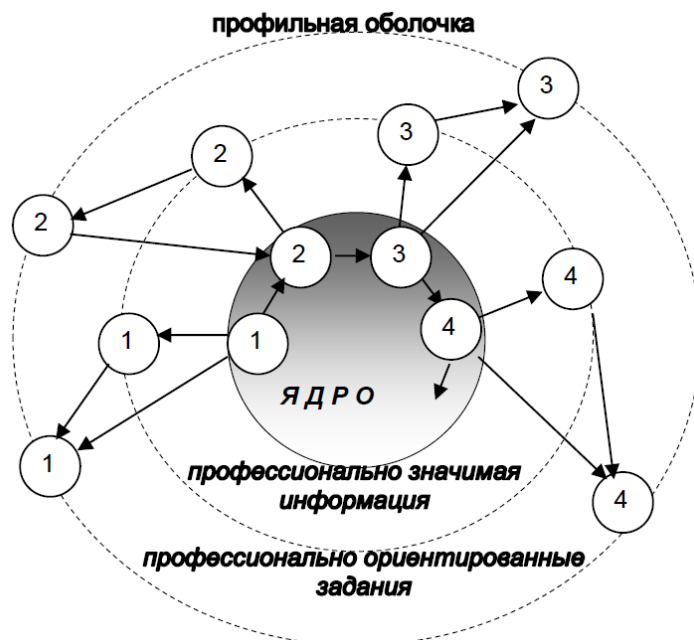 профильная оболочка
3
3
2
2
2
3
4
1
1
4
ЯДРО
1
4
профессионально значимая
информация
профессионально ориентированные
задания